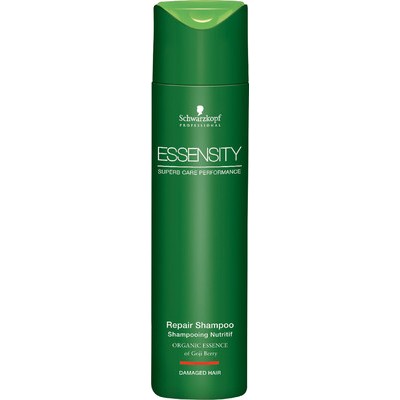 Schwarzkopf
PROFESSIONAL
ESSENSITY
SUPERB CARE PERFORMANCE
Repair Shampoo
Shampooing Nutritif
ORGANIC ESSENCE
of Goji Berry
DAMAGED HAIR